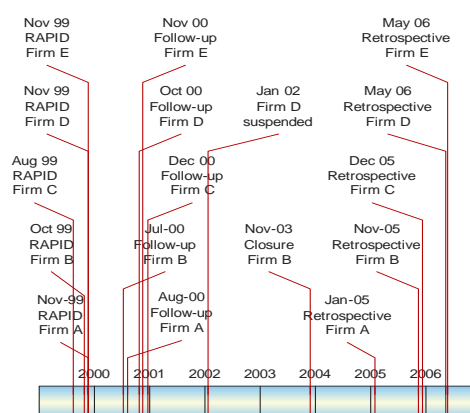 Nov 99
RAPID
Firm E
Nov 00
Follow-up
Firm E
May 06
Retrospective
Firm E
Nov 99
RAPID
Firm D
Oct 00
Follow-up
Firm D
Jan 02
Firm D
suspended
May 06
Retrospective
Firm D
Aug 99
RAPID
Firm C
Dec 00
Follow-up
Firm C
Dec 05
Retrospective
Firm C
Oct 99
RAPID
Firm B
Jul-00
Follow-up
Firm B
Nov-03
Closure
Firm B
Nov-05
Retrospective
Firm B
Nov-99
RAPID
Firm A
Aug-00
Follow-up
Firm A
Jan-05
Retrospective
Firm A
2000 2001 2002 2003 2004 2005 2006